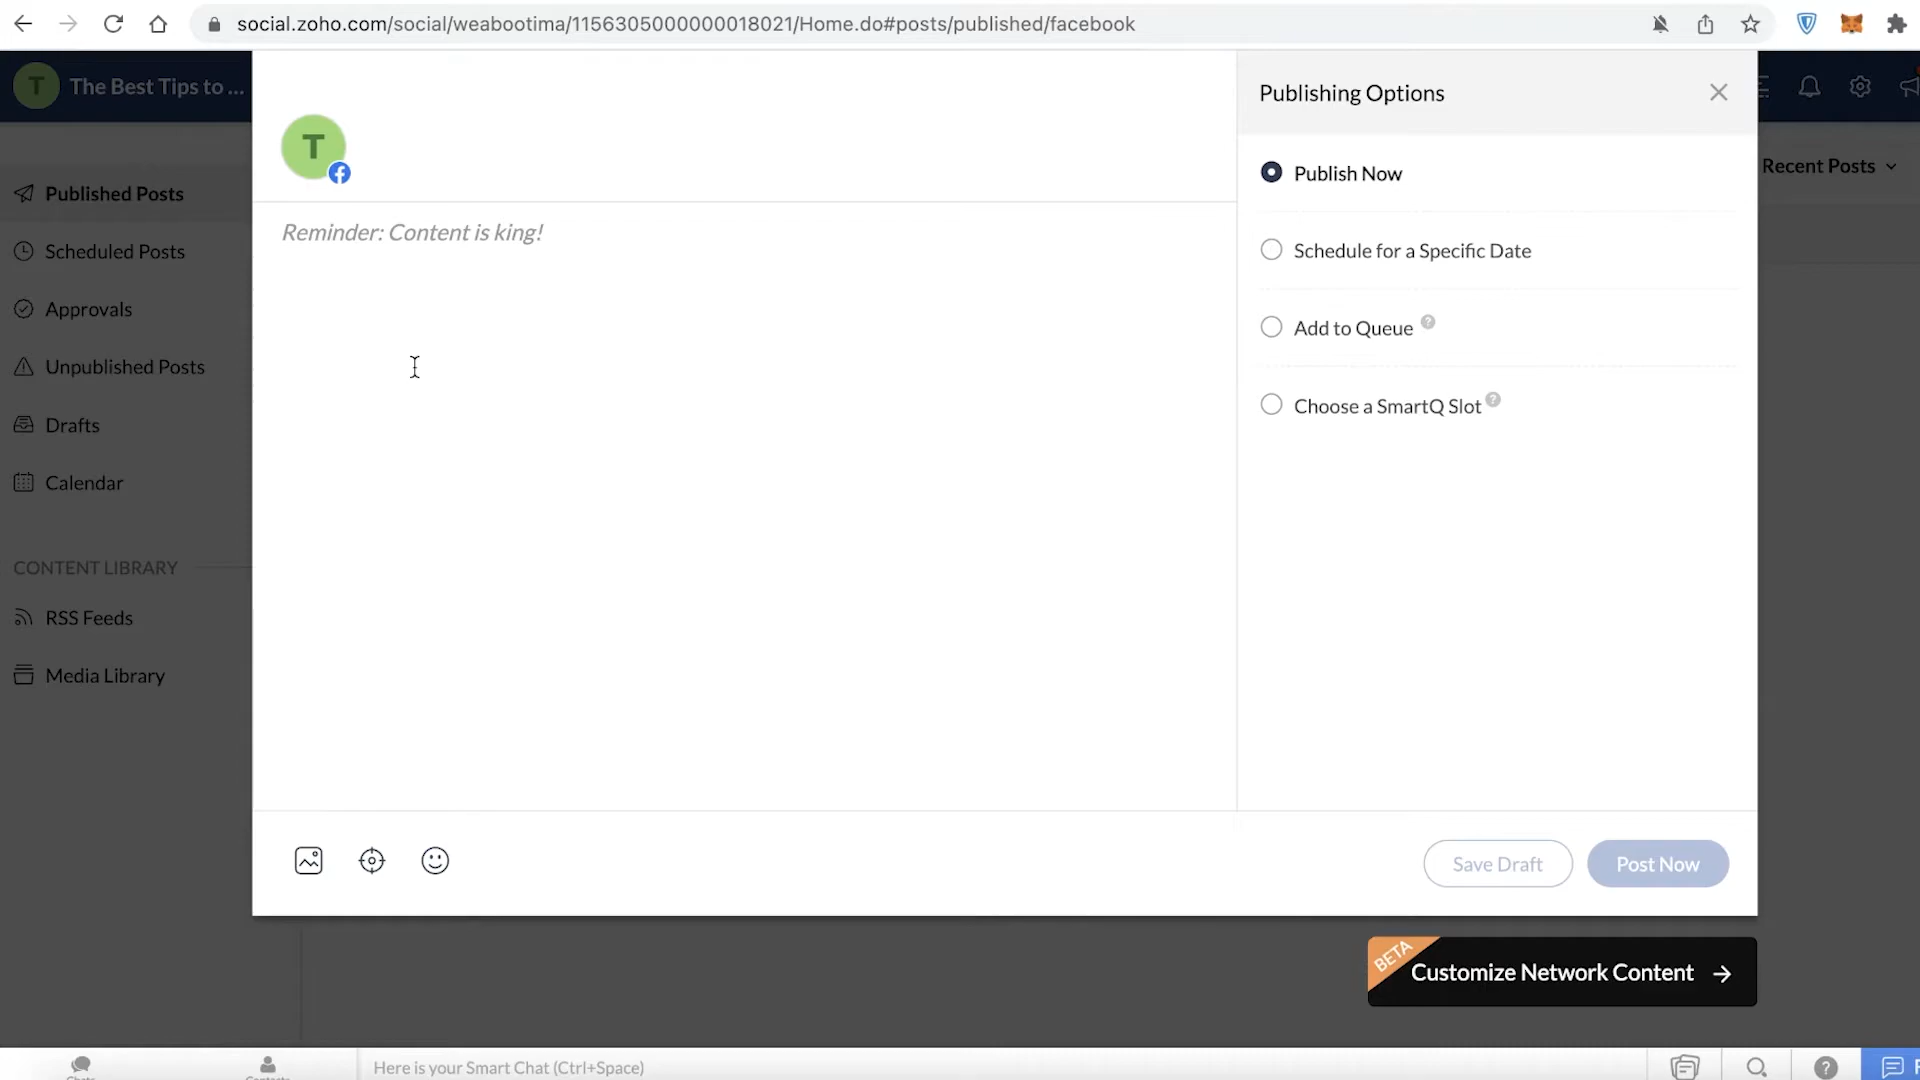 social.zoho.com/social/weabootima/1156305000000018021/Home.do#posts/published/facebook
T
The Best Tips to ...
Publishing Options
T
Recent Posts
Publish Now
Published Posts
Reminder: Content is king!
Scheduled Posts
Schedule for a Specific Date
Approvals
Add to Queue ?
Unpublished Posts
Choose a SmartQ Slot ?
Drafts
Calendar
CONTENT LIBRARY
RSS Feeds
Media Library
Save Draft
Post Now
BETA
Customize Network Content
Here is your Smart Chat (Ctrl+Space)
?